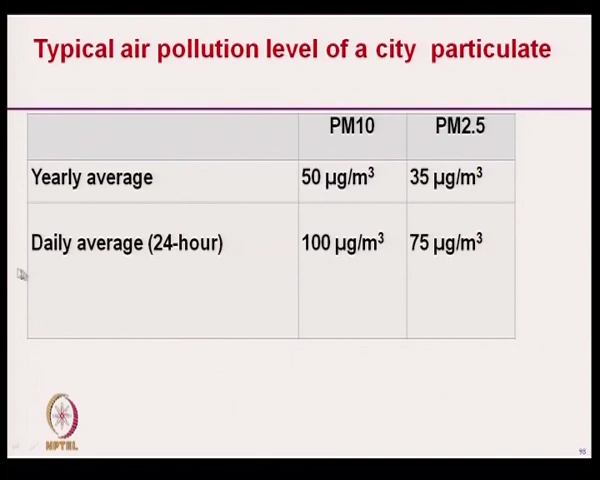 Typical air pollution level of a city particulate
PM10 PM2.5
Yearly average 50 µg/m³ 35 µg/m³
Daily average (24-hour) 100 µg/m³ 75 µg/m³
NPTEL